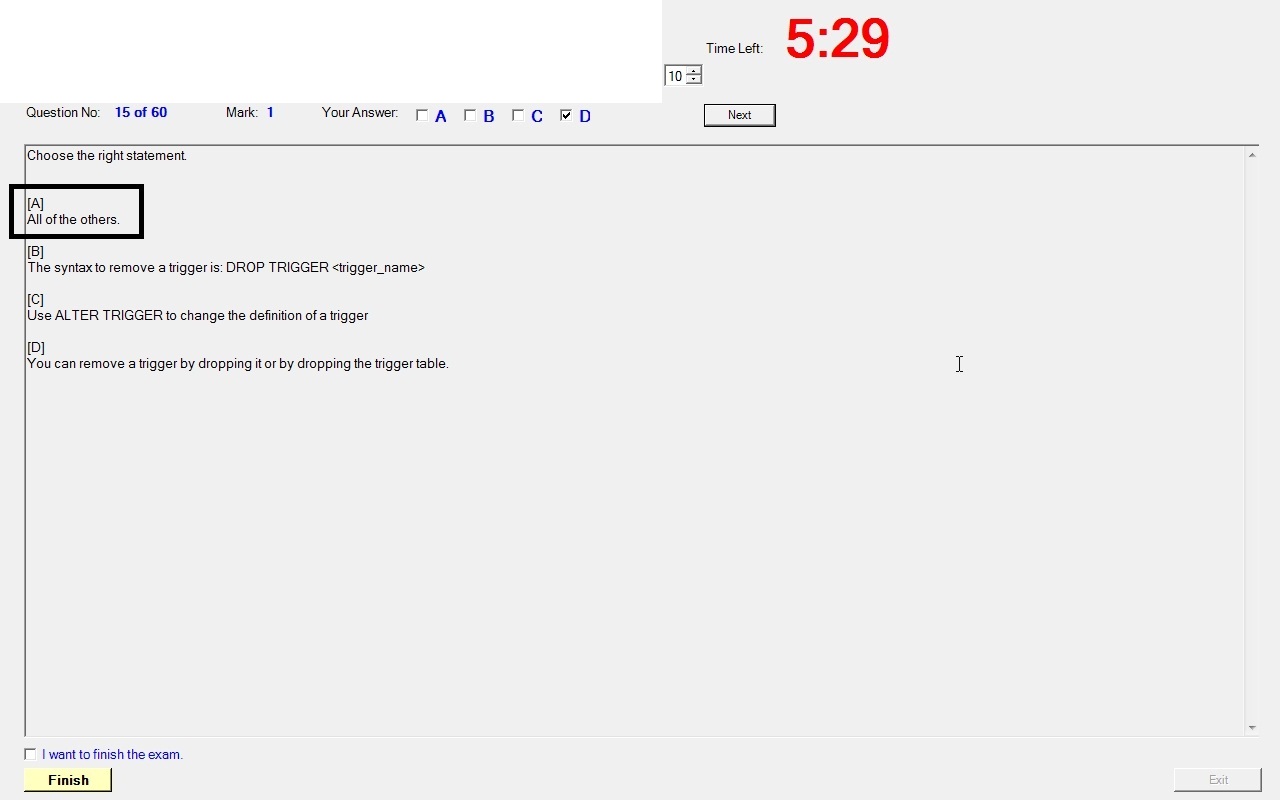 Time Left: 5:29
10
Question No: 15 of 60 Mark: 1 Your Answer: A B C D Next
Choose the right statement.
[A]
All of the others.
[B]
The syntax to remove a trigger is: DROP TRIGGER <trigger_name>
[C]
Use ALTER TRIGGER to change the definition of a trigger
[D]
You can remove a trigger by dropping it or by dropping the trigger table.
I want to finish the exam.
Finish Exit